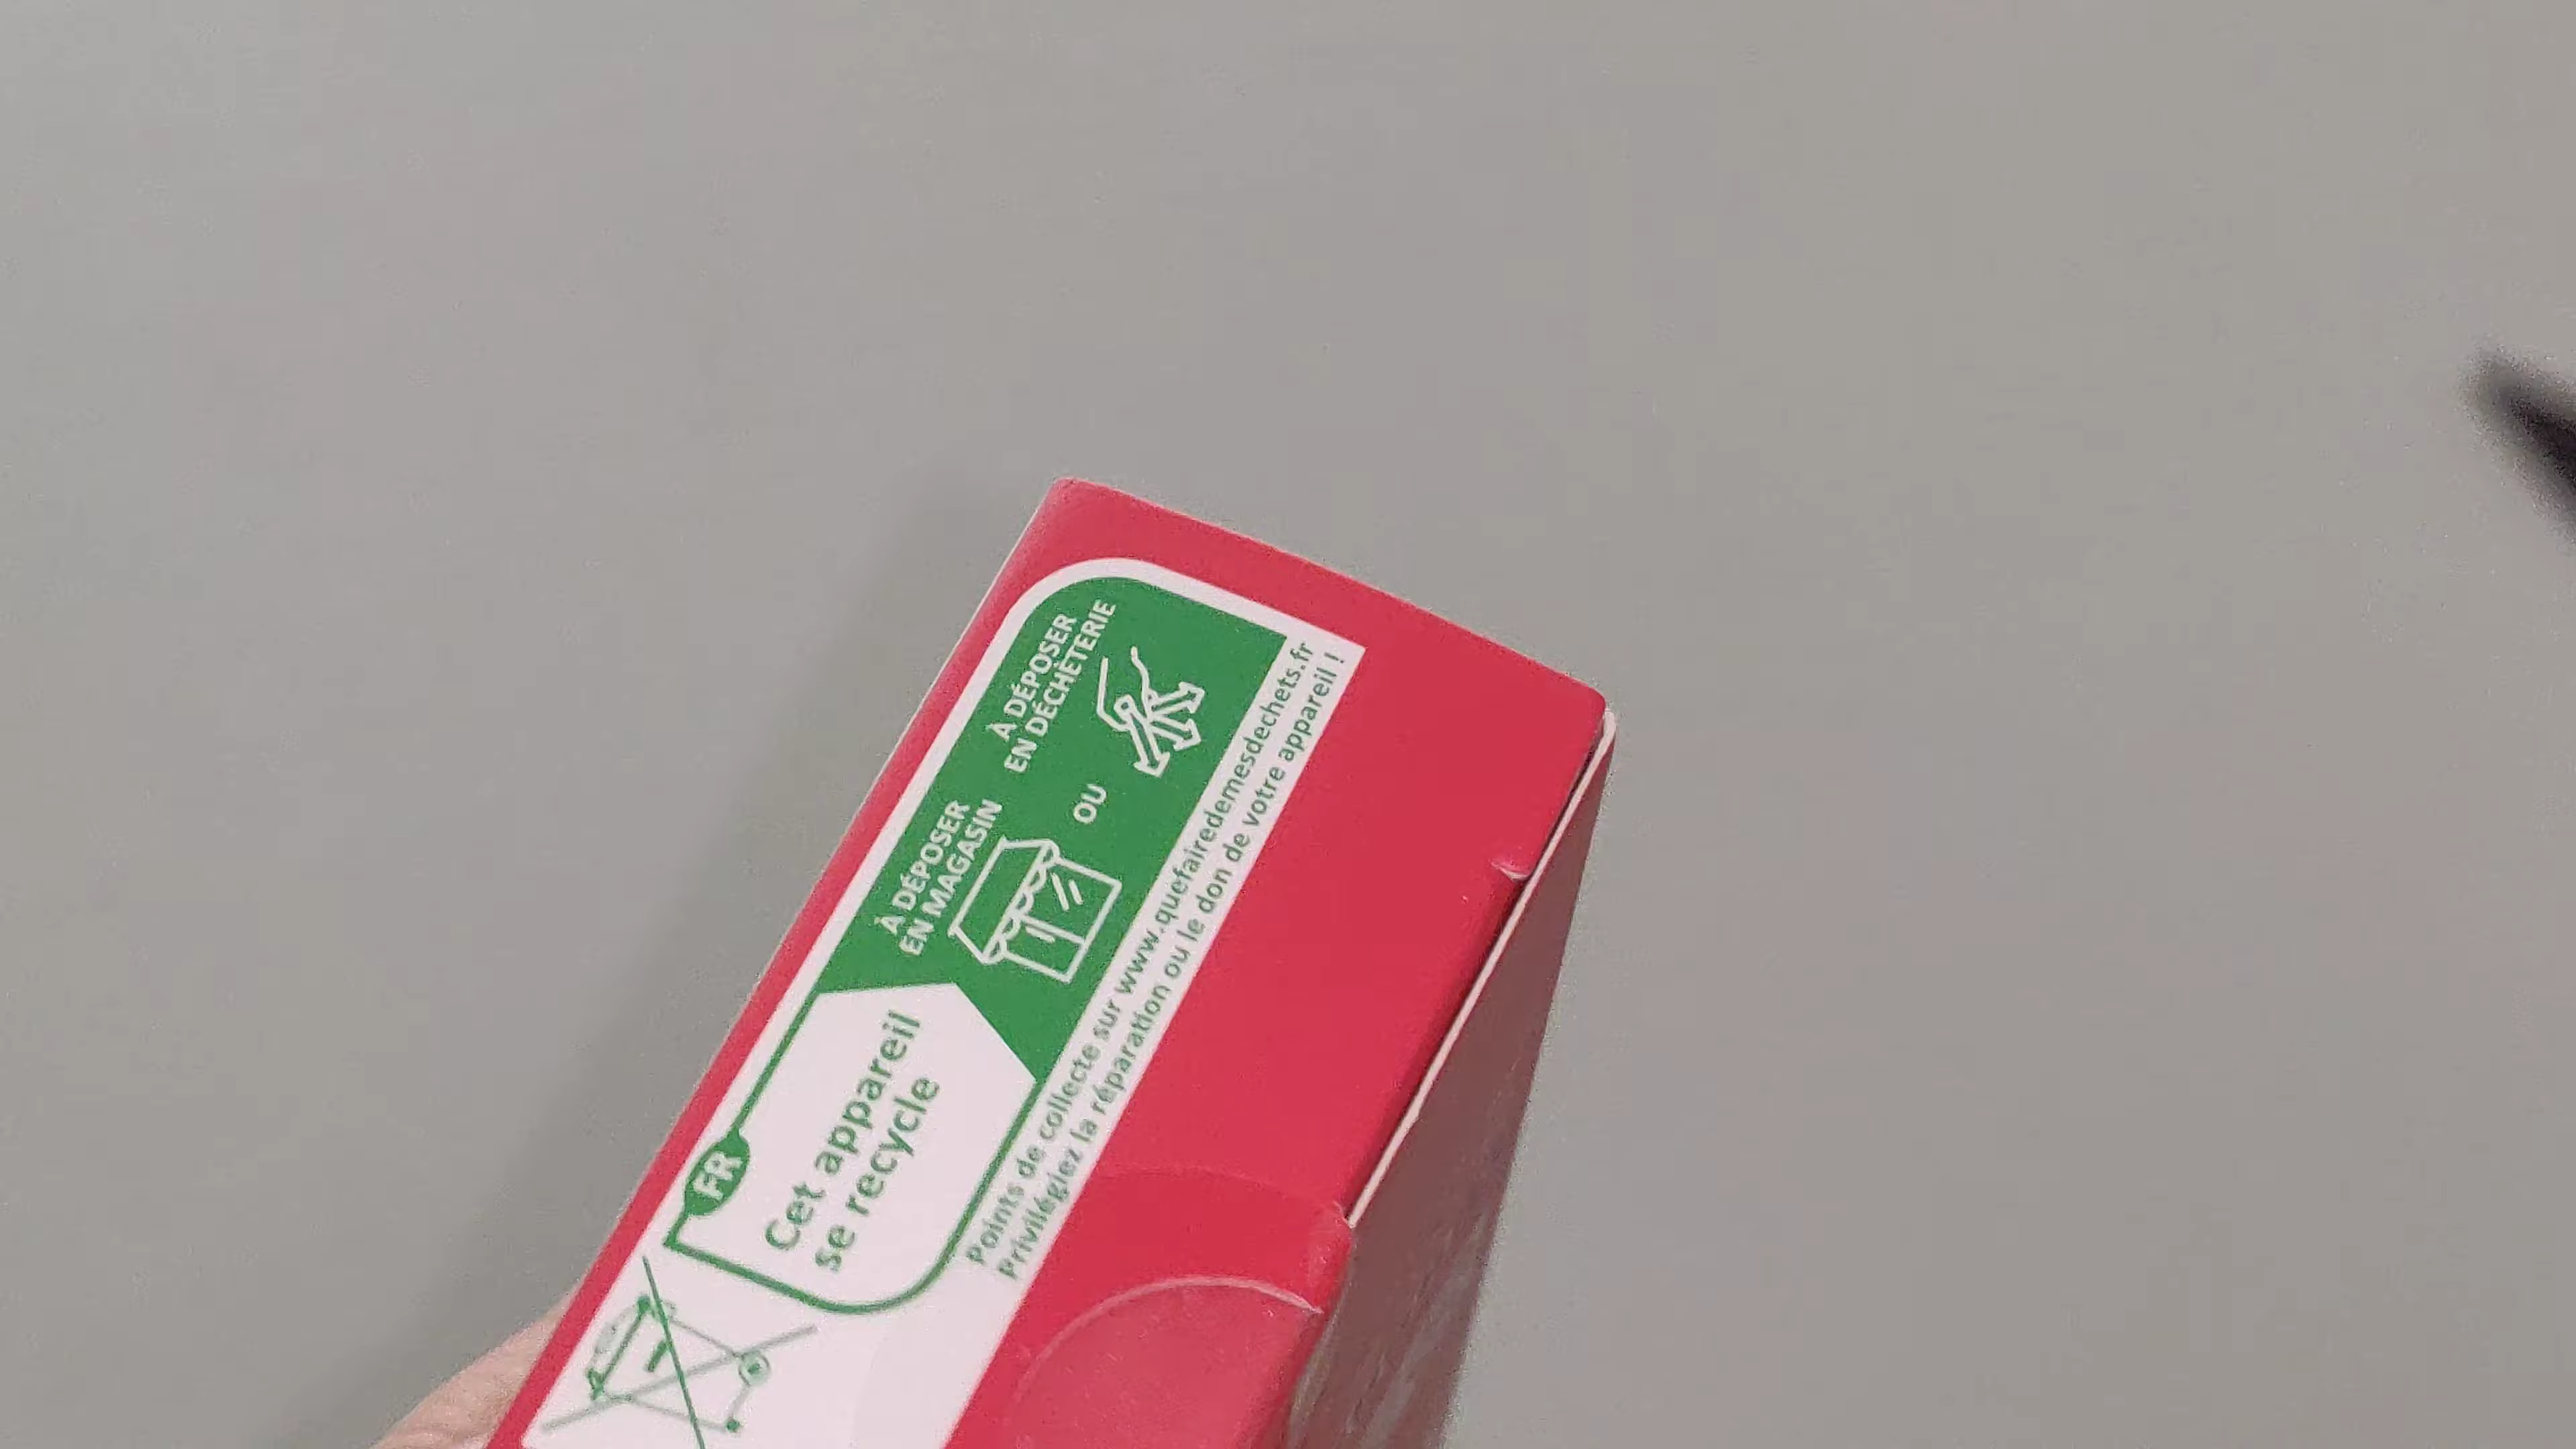 FR
Cet appareil
se recycle
À DÉPOSER
EN MAGASIN
OU
À DÉPOSER
EN DÉCHÈTERIE
Points de collecte sur www.quefairedemesdechets.fr
Privilégiez la réparation ou le don de votre appareil !